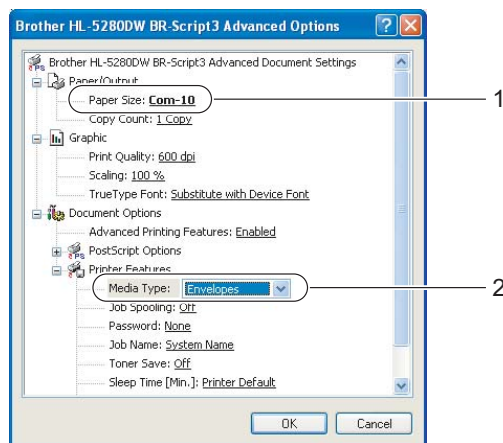 Brother HL-5280DW BR-Script3 Advanced Options
Brother HL-5280DW BR-Script3 Advanced Document Settings
Paper/Output
Paper Size: Com-10
1
Copy Count: 1 Copy
Graphic
Print Quality: 600 dpi
Scaling: 100 %
TrueType Font: Substitute with Device Font
Document Options
Advanced Printing Features: Enabled
PostScript Options
Printer Features
Media Type: Envelopes
2
Job Spooling: Off
Password: None
Job Name: System Name
Toner Save: Off
Sleep Time [Min.]: Printer Default
OK Cancel